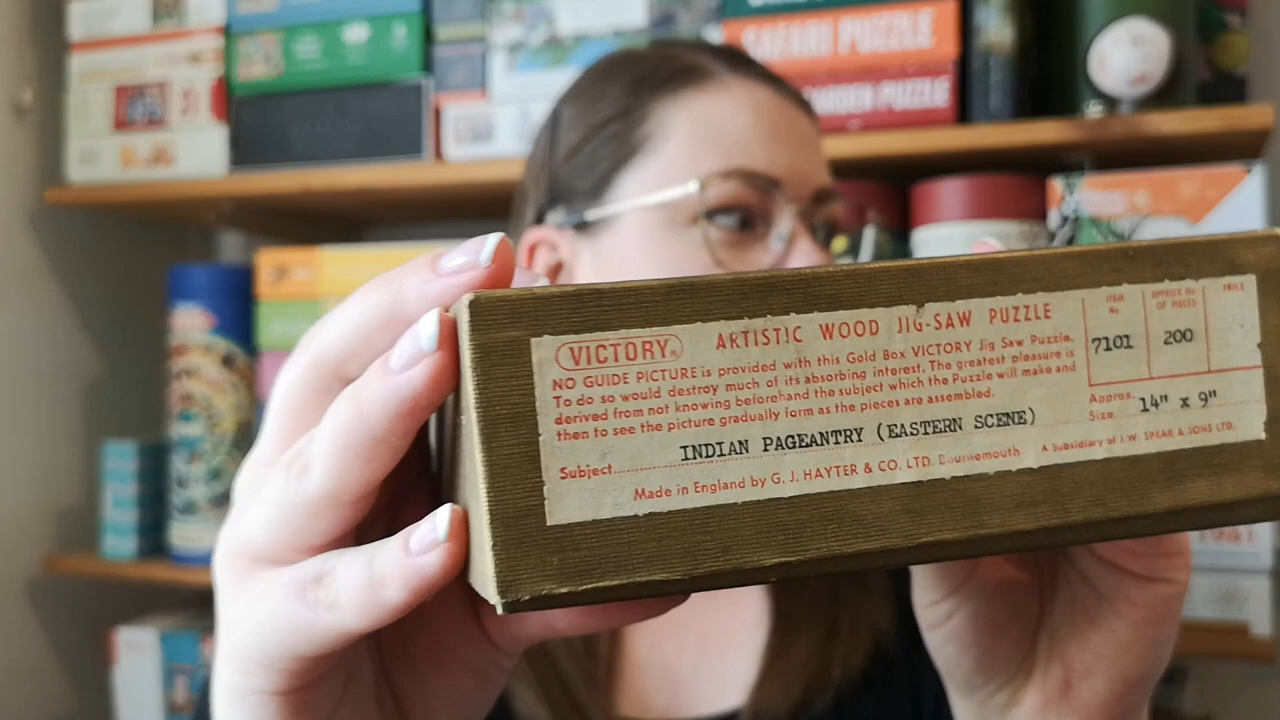 SAFARI PUZZLE
GARDEN PUZZLE
VICTORY®
ARTISTIC WOOD JIG-SAW PUZZLE
NO GUIDE PICTURE is provided with this Gold Box VICTORY Jig Saw Puzzle.
To do so would destroy much of its absorbing interest. The greatest pleasure is
derived from not knowing beforehand the subject which the Puzzle will make and
then to see the picture gradually form as the pieces are assembled.
Subject INDIAN PAGEANTRY (EASTERN SCENE)
Made in England by G. J. HAYTER & CO. LTD. Bournemouth
A Subsidiary of J.W. SPEAR & SONS LTD.
ITEM No
7101
APPROX No. OF PIECES
200
PRICE
Approx. Size 14" x 9"